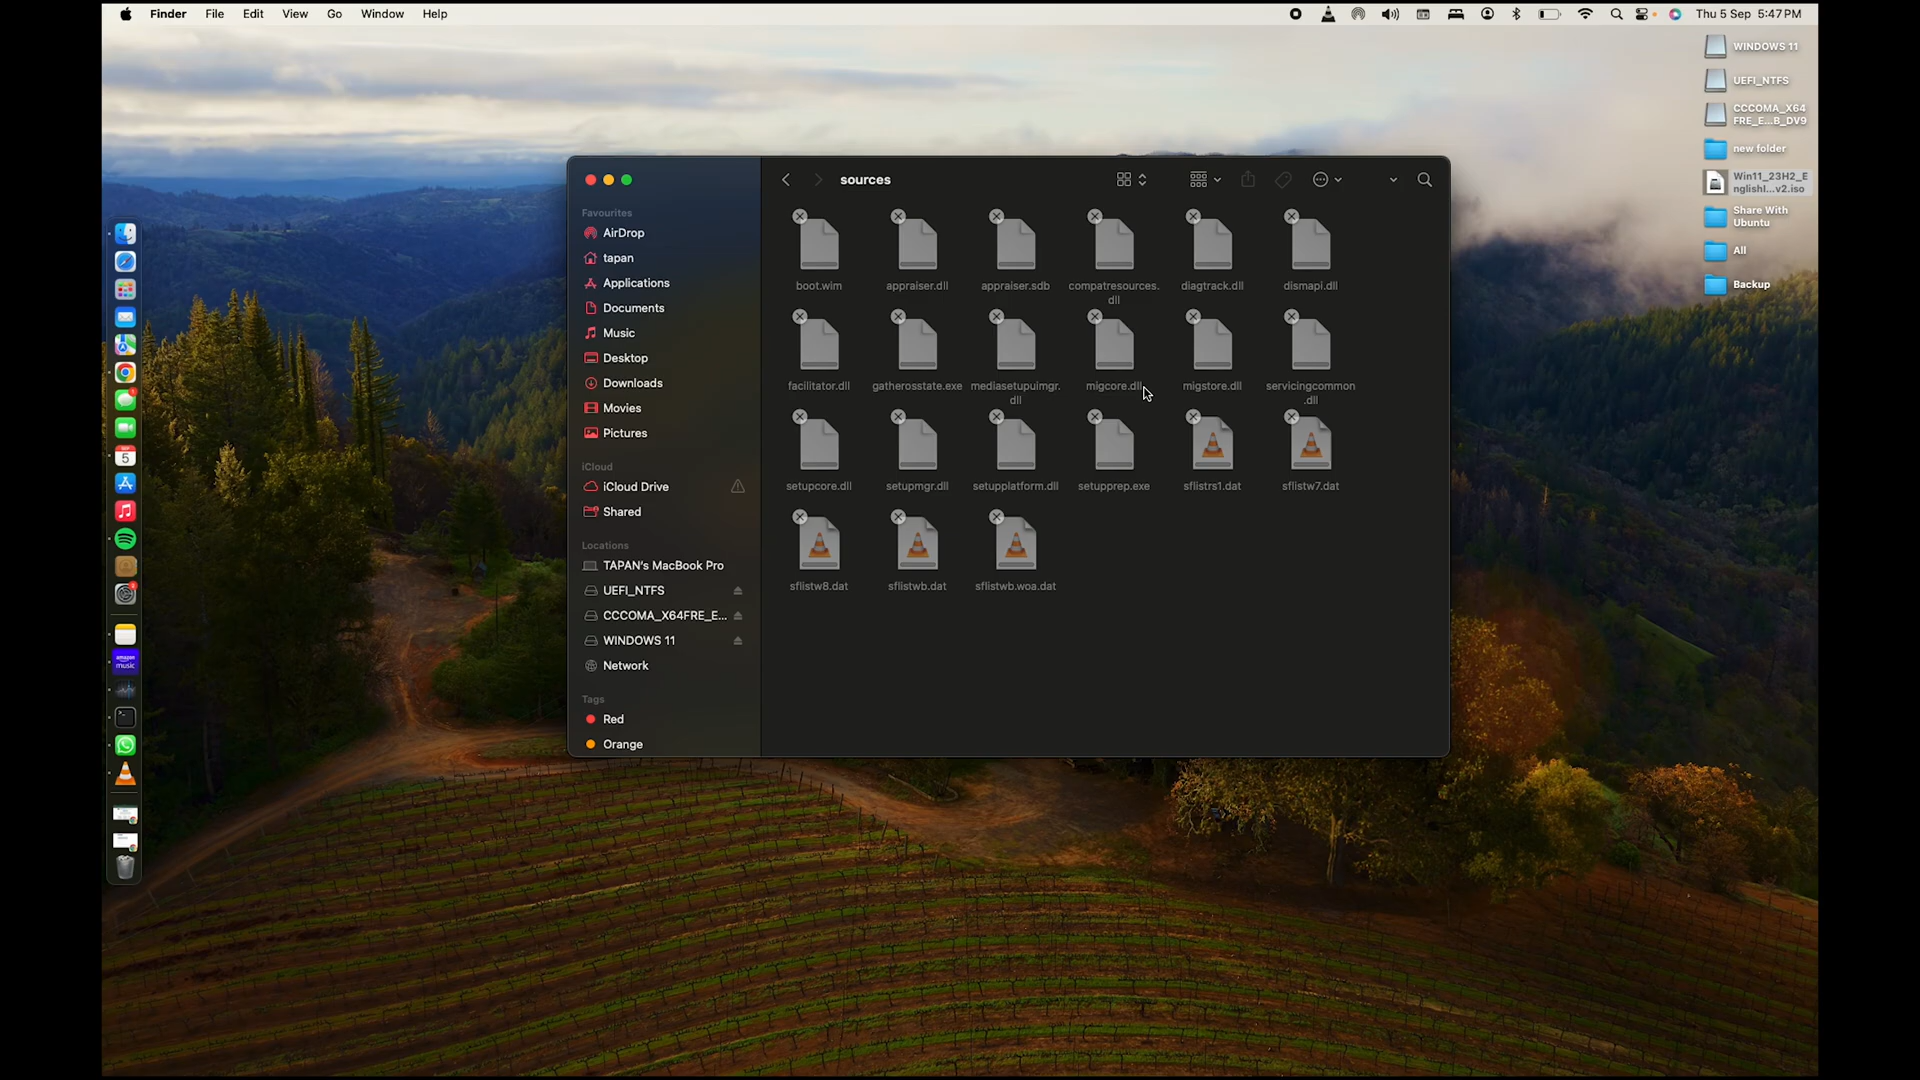 Finder File Edit View Go Window Help Thu 5 Sep 5:47 PM
WINDOWS 11
UEFI_NTFS
CCCOMA_X64
FRE_E...B_DV9
new folder
Win11_23H2_E
nglishI...v2.iso
Share With
Ubuntu
All
Backup
sources
Favourites
AirDrop
tapan
Applications
Documents
Music
Desktop
Downloads
Movies
Pictures
iCloud
iCloud Drive
Shared
Locations
TAPAN's MacBook Pro
UEFI_NTFS
CCCOMA_X64FRE_E...
WINDOWS 11
Network
Tags
Red
Orange
boot.wim appraiser.dll appraiser.sdb compatresources. diagtrack.dll dismapi.dll
dll
facilitator.dll gatherosstate.exe mediasetupuimgr. migcore.dll migstore.dll servicingcommon
dll .dll
setupcore.dll setupmgr.dll setupplatform.dll setupprep.exe sflistrs1.dat sflistw7.dat
sflistw8.dat sflistwb.dat sflistwb.woa.dat
SEP
5
amazon
music